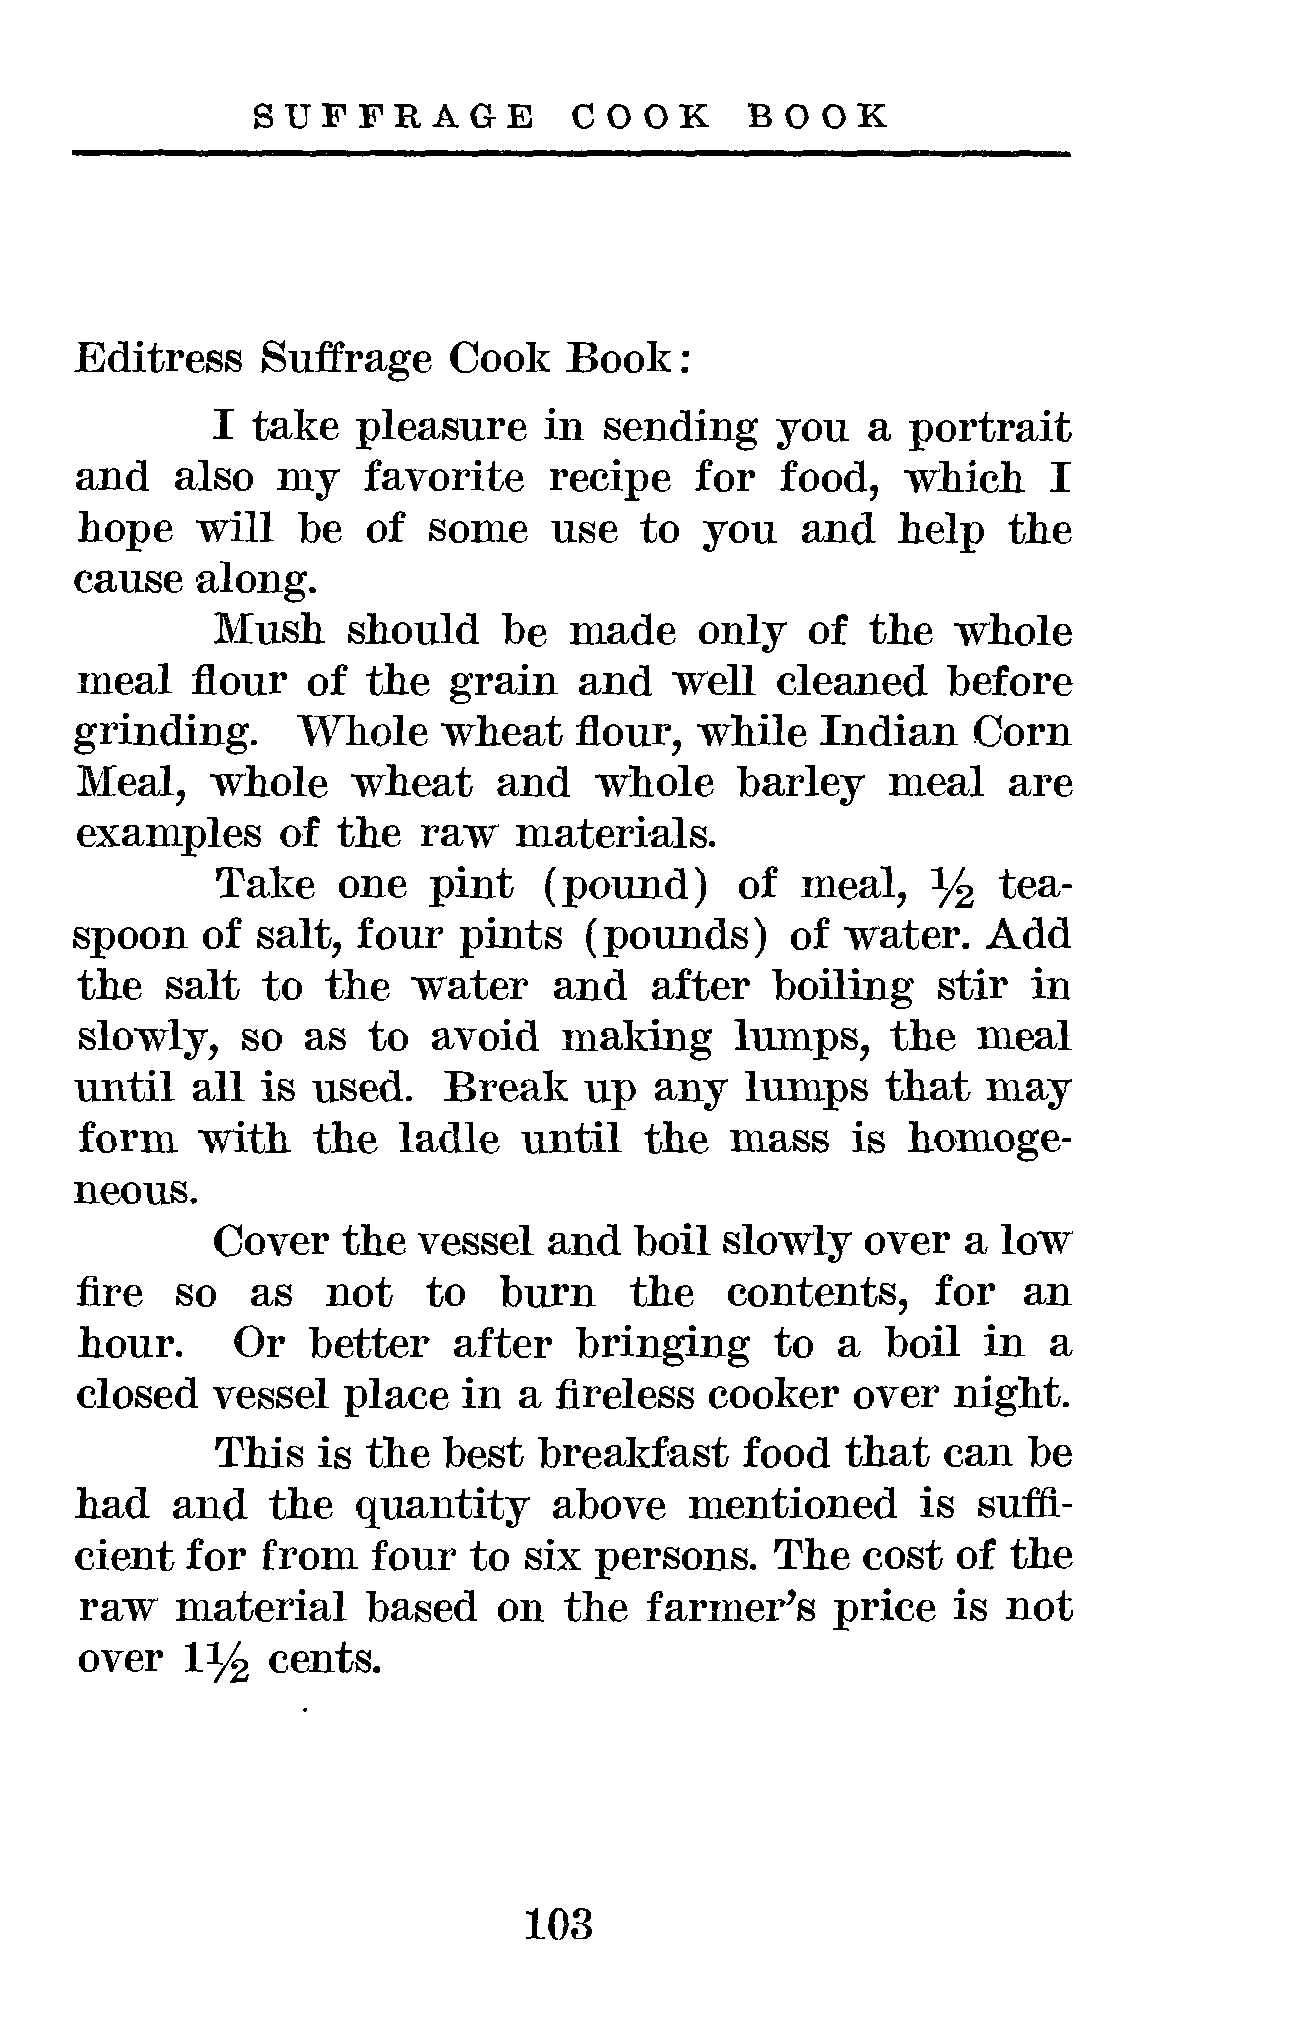 SUFFRAGE COOK BOOK
Editress Suffrage Cook Book:
I take pleasure in sending you a portrait
and also my favorite recipe for food, which I
hope will be of some use to you and help the
cause along.
Mush should be made only of the whole
meal flour of the grain and well cleaned before
grinding. Whole wheat flour, while Indian Corn
Meal, whole wheat and whole barley meal are
examples of the raw materials.
Take one pint (pound) of meal, ½ tea-
spoon of salt, four pints (pounds) of water. Add
the salt to the water and after boiling stir in
slowly, so as to avoid making lumps, the meal
until all is used. Break up any lumps that may
form with the ladle until the mass is homoge-
neous.
Cover the vessel and boil slowly over a low
fire so as not to burn the contents, for an
hour. Or better after bringing to a boil in a
closed vessel place in a fireless cooker over night.
This is the best breakfast food that can be
had and the quantity above mentioned is suffi-
cient for from four to six persons. The cost of the
raw material based on the farmer's price is not
over 1½ cents.
103